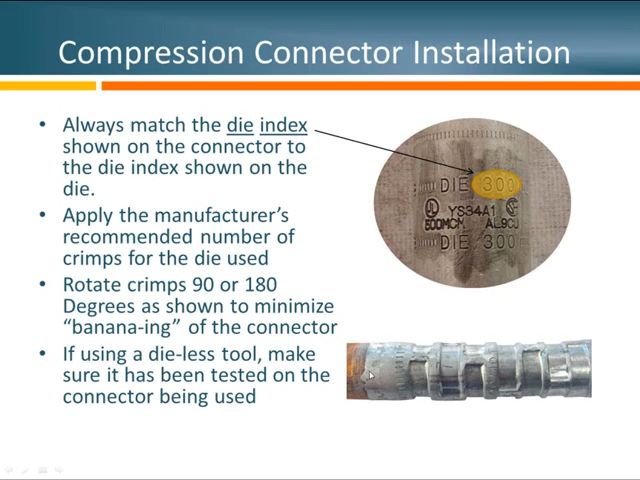 Compression Connector Installation
• Always match the die index
shown on the connector to
the die index shown on the
die.
• Apply the manufacturer's
recommended number of
crimps for the die used
• Rotate crimps 90 or 180
Degrees as shown to minimize
"banana-ing" of the connector
• If using a die-less tool, make
sure it has been tested on the
connector being used
DIE 300
UL YS34A1
500MCM AL9CU
DIE 300